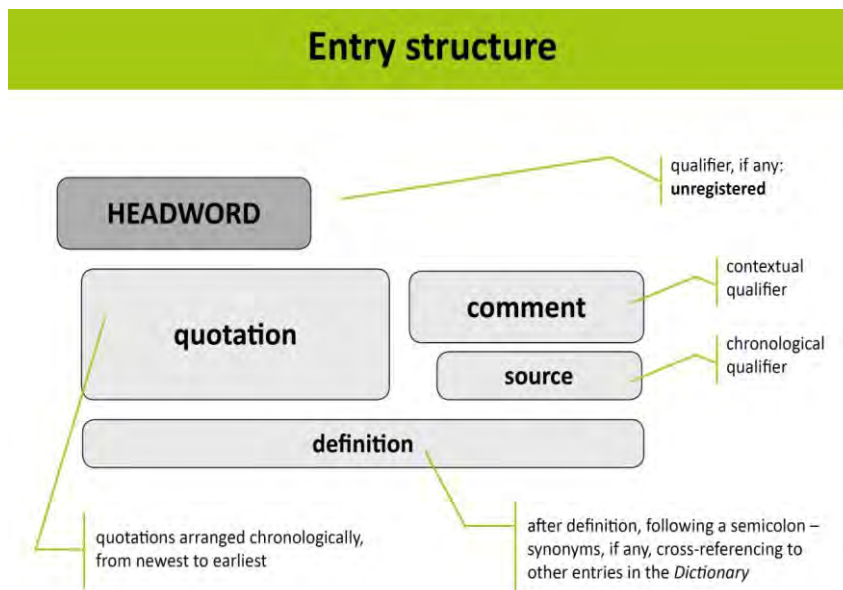 Entry structure
qualifier, if any:
unregistered
HEADWORD
contextual
qualifier
quotation
comment
chronological
qualifier
source
definition
quotations arranged chronologically,
from newest to earliest
after definition, following a semicolon –
synonyms, if any, cross-referencing to
other entries in the Dictionary